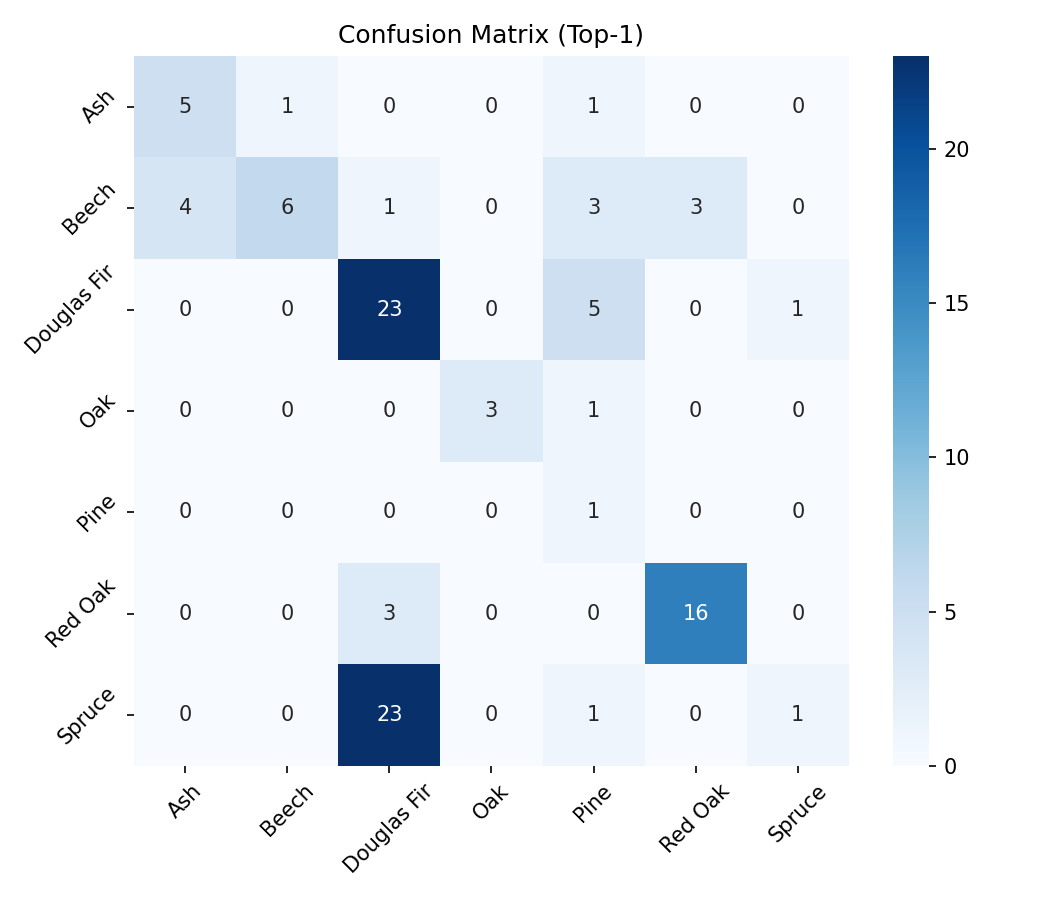 Confusion Matrix (Top-1)
Ash 5 1 0 0 1 0 0
Beech 4 6 1 0 3 3 0
Douglas Fir 0 0 23 0 5 0 1
Oak 0 0 0 3 1 0 0
Pine 0 0 0 0 1 0 0
Red Oak 0 0 3 0 0 16 0
Spruce 0 0 23 0 1 0 1
Ash Beech Douglas Fir Oak Pine Red Oak Spruce
20
15
10
5
0